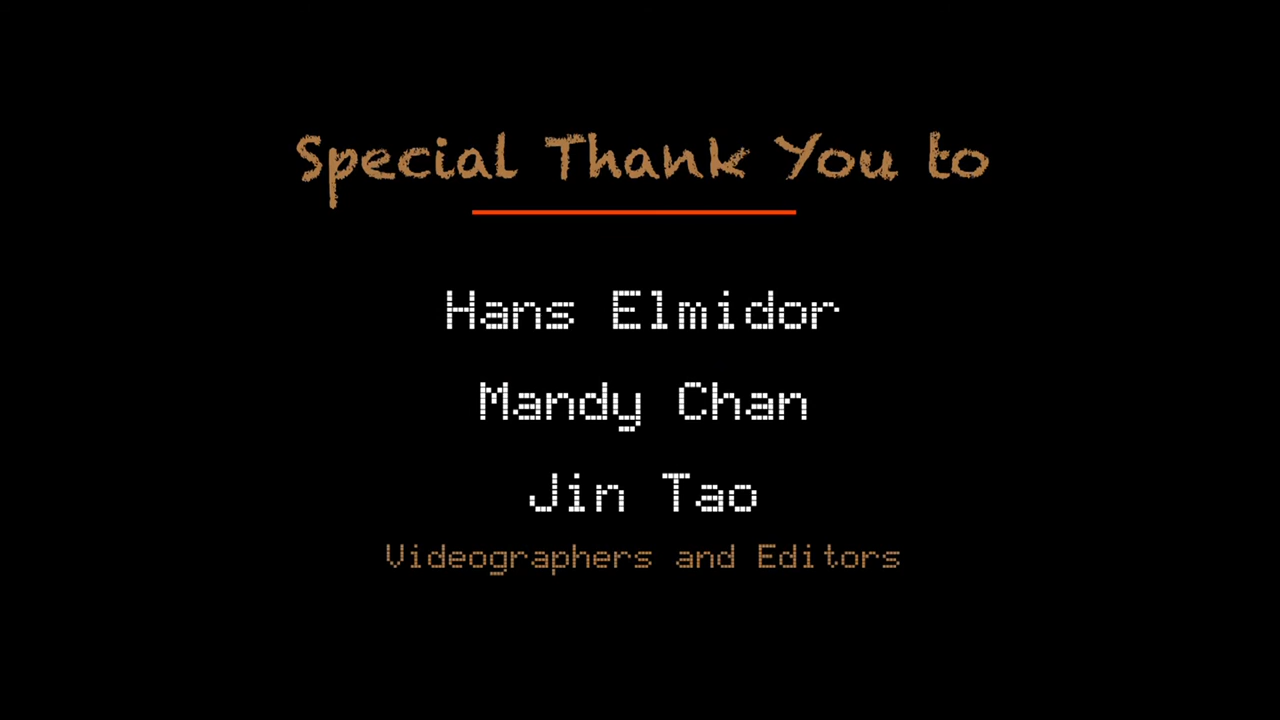 Special Thank You to
Hans Elmidor
Mandy Chan
Jin Tao
Videographers and Editors